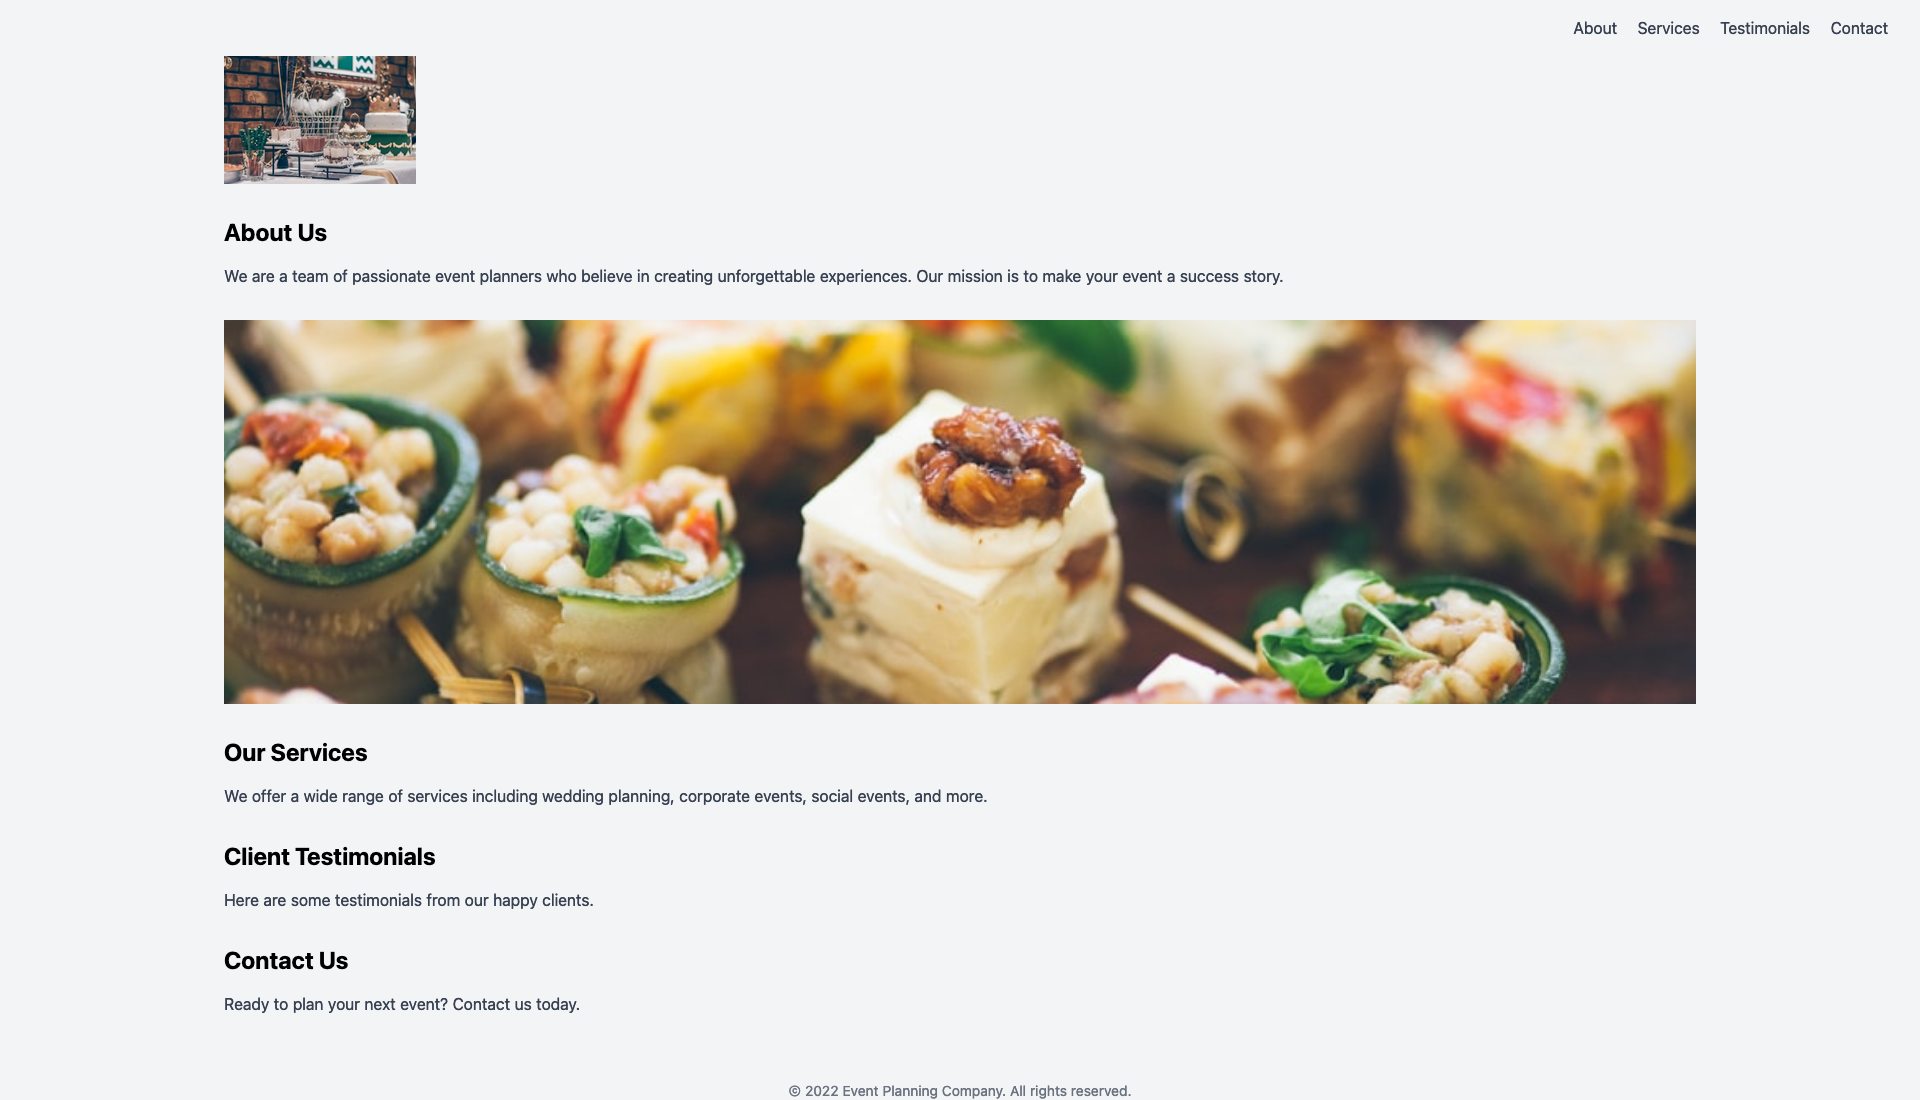 About Services Testimonials Contact
About Us
We are a team of passionate event planners who believe in creating unforgettable experiences. Our mission is to make your event a success story.
Our Services
We offer a wide range of services including wedding planning, corporate events, social events, and more.
Client Testimonials
Here are some testimonials from our happy clients.
Contact Us
Ready to plan your next event? Contact us today.
© 2022 Event Planning Company. All rights reserved.